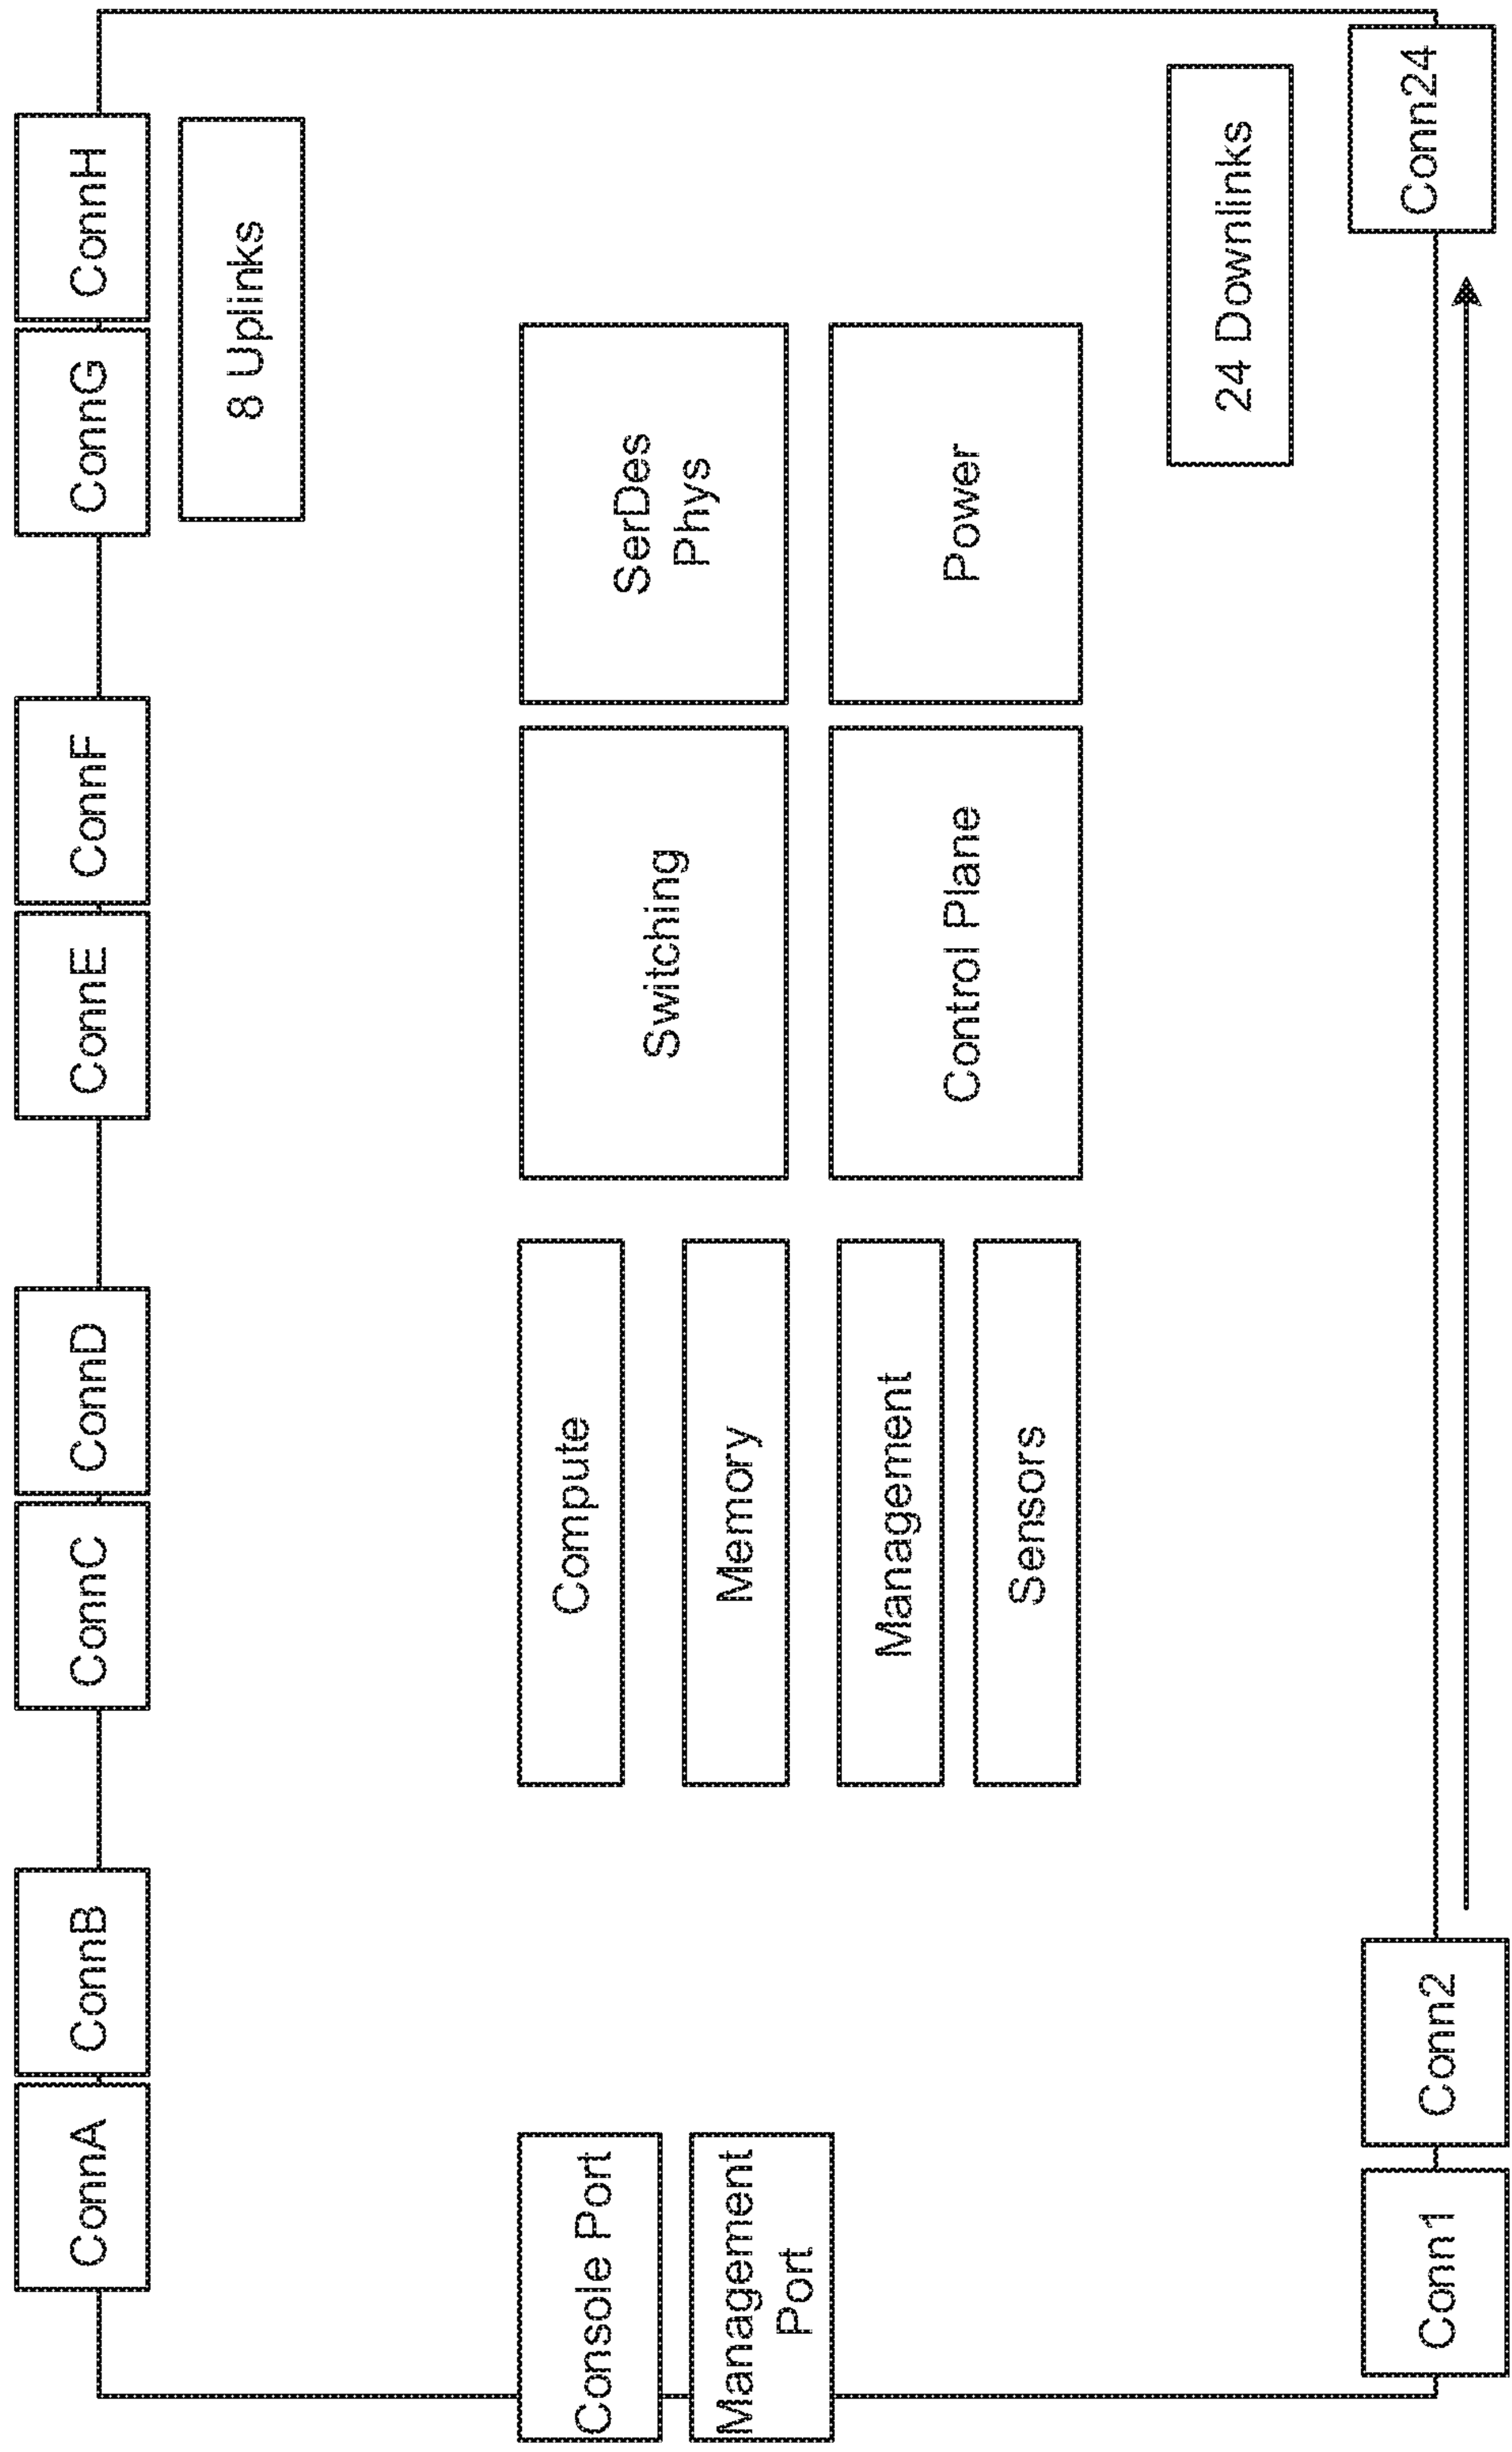 ConnA
ConnB
ConnC
ConnD
ConnE
ConnF
ConnG
ConnH
8 Uplinks
Console Port
Management
Port
Compute
Memory
Management
Sensors
Switching
SerDes
Phys
Control Plane
Power
24 Downlinks
Conn1
Conn2
Conn24